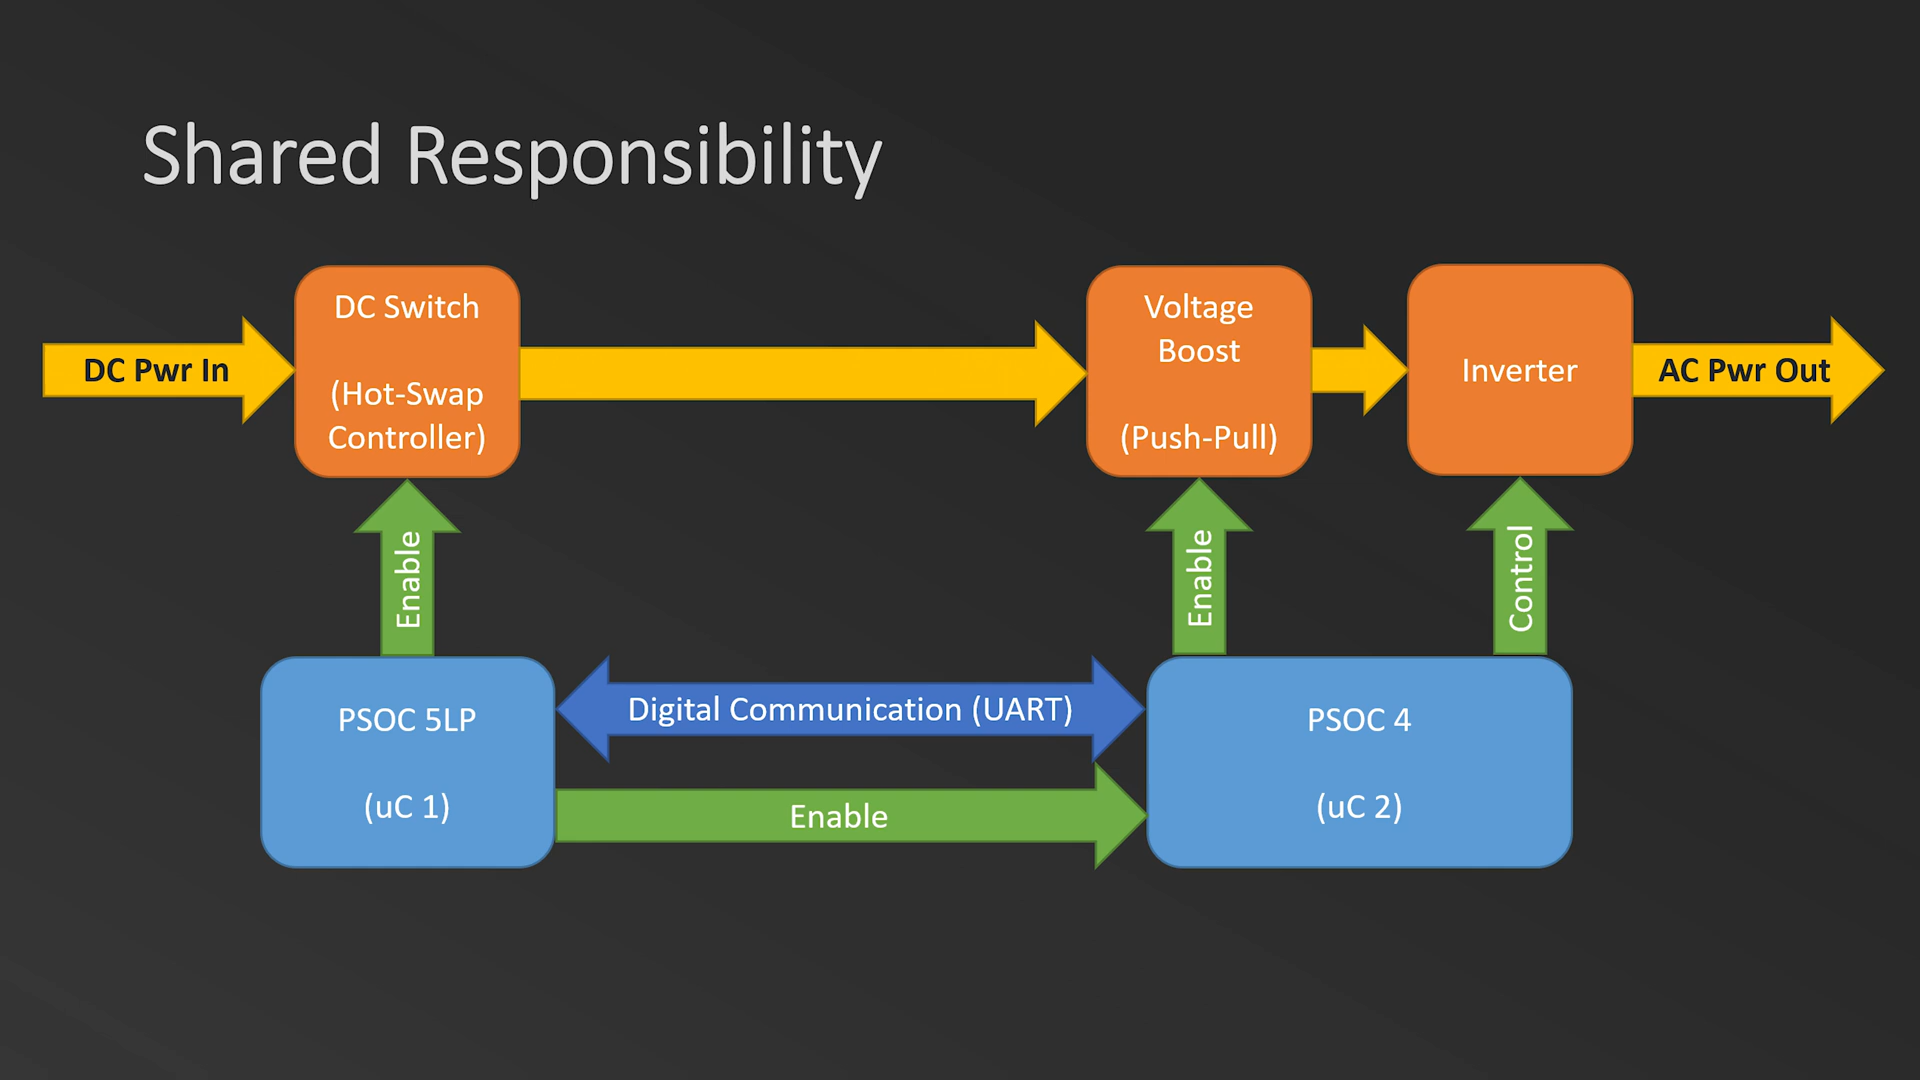 Shared Responsibility
DC Pwr In
DC Switch
(Hot-Swap
Controller)
Voltage
Boost
(Push-Pull)
Inverter
AC Pwr Out
Enable
Enable
Control
PSOC 5LP
(uC 1)
Digital Communication (UART)
Enable
PSOC 4
(uC 2)